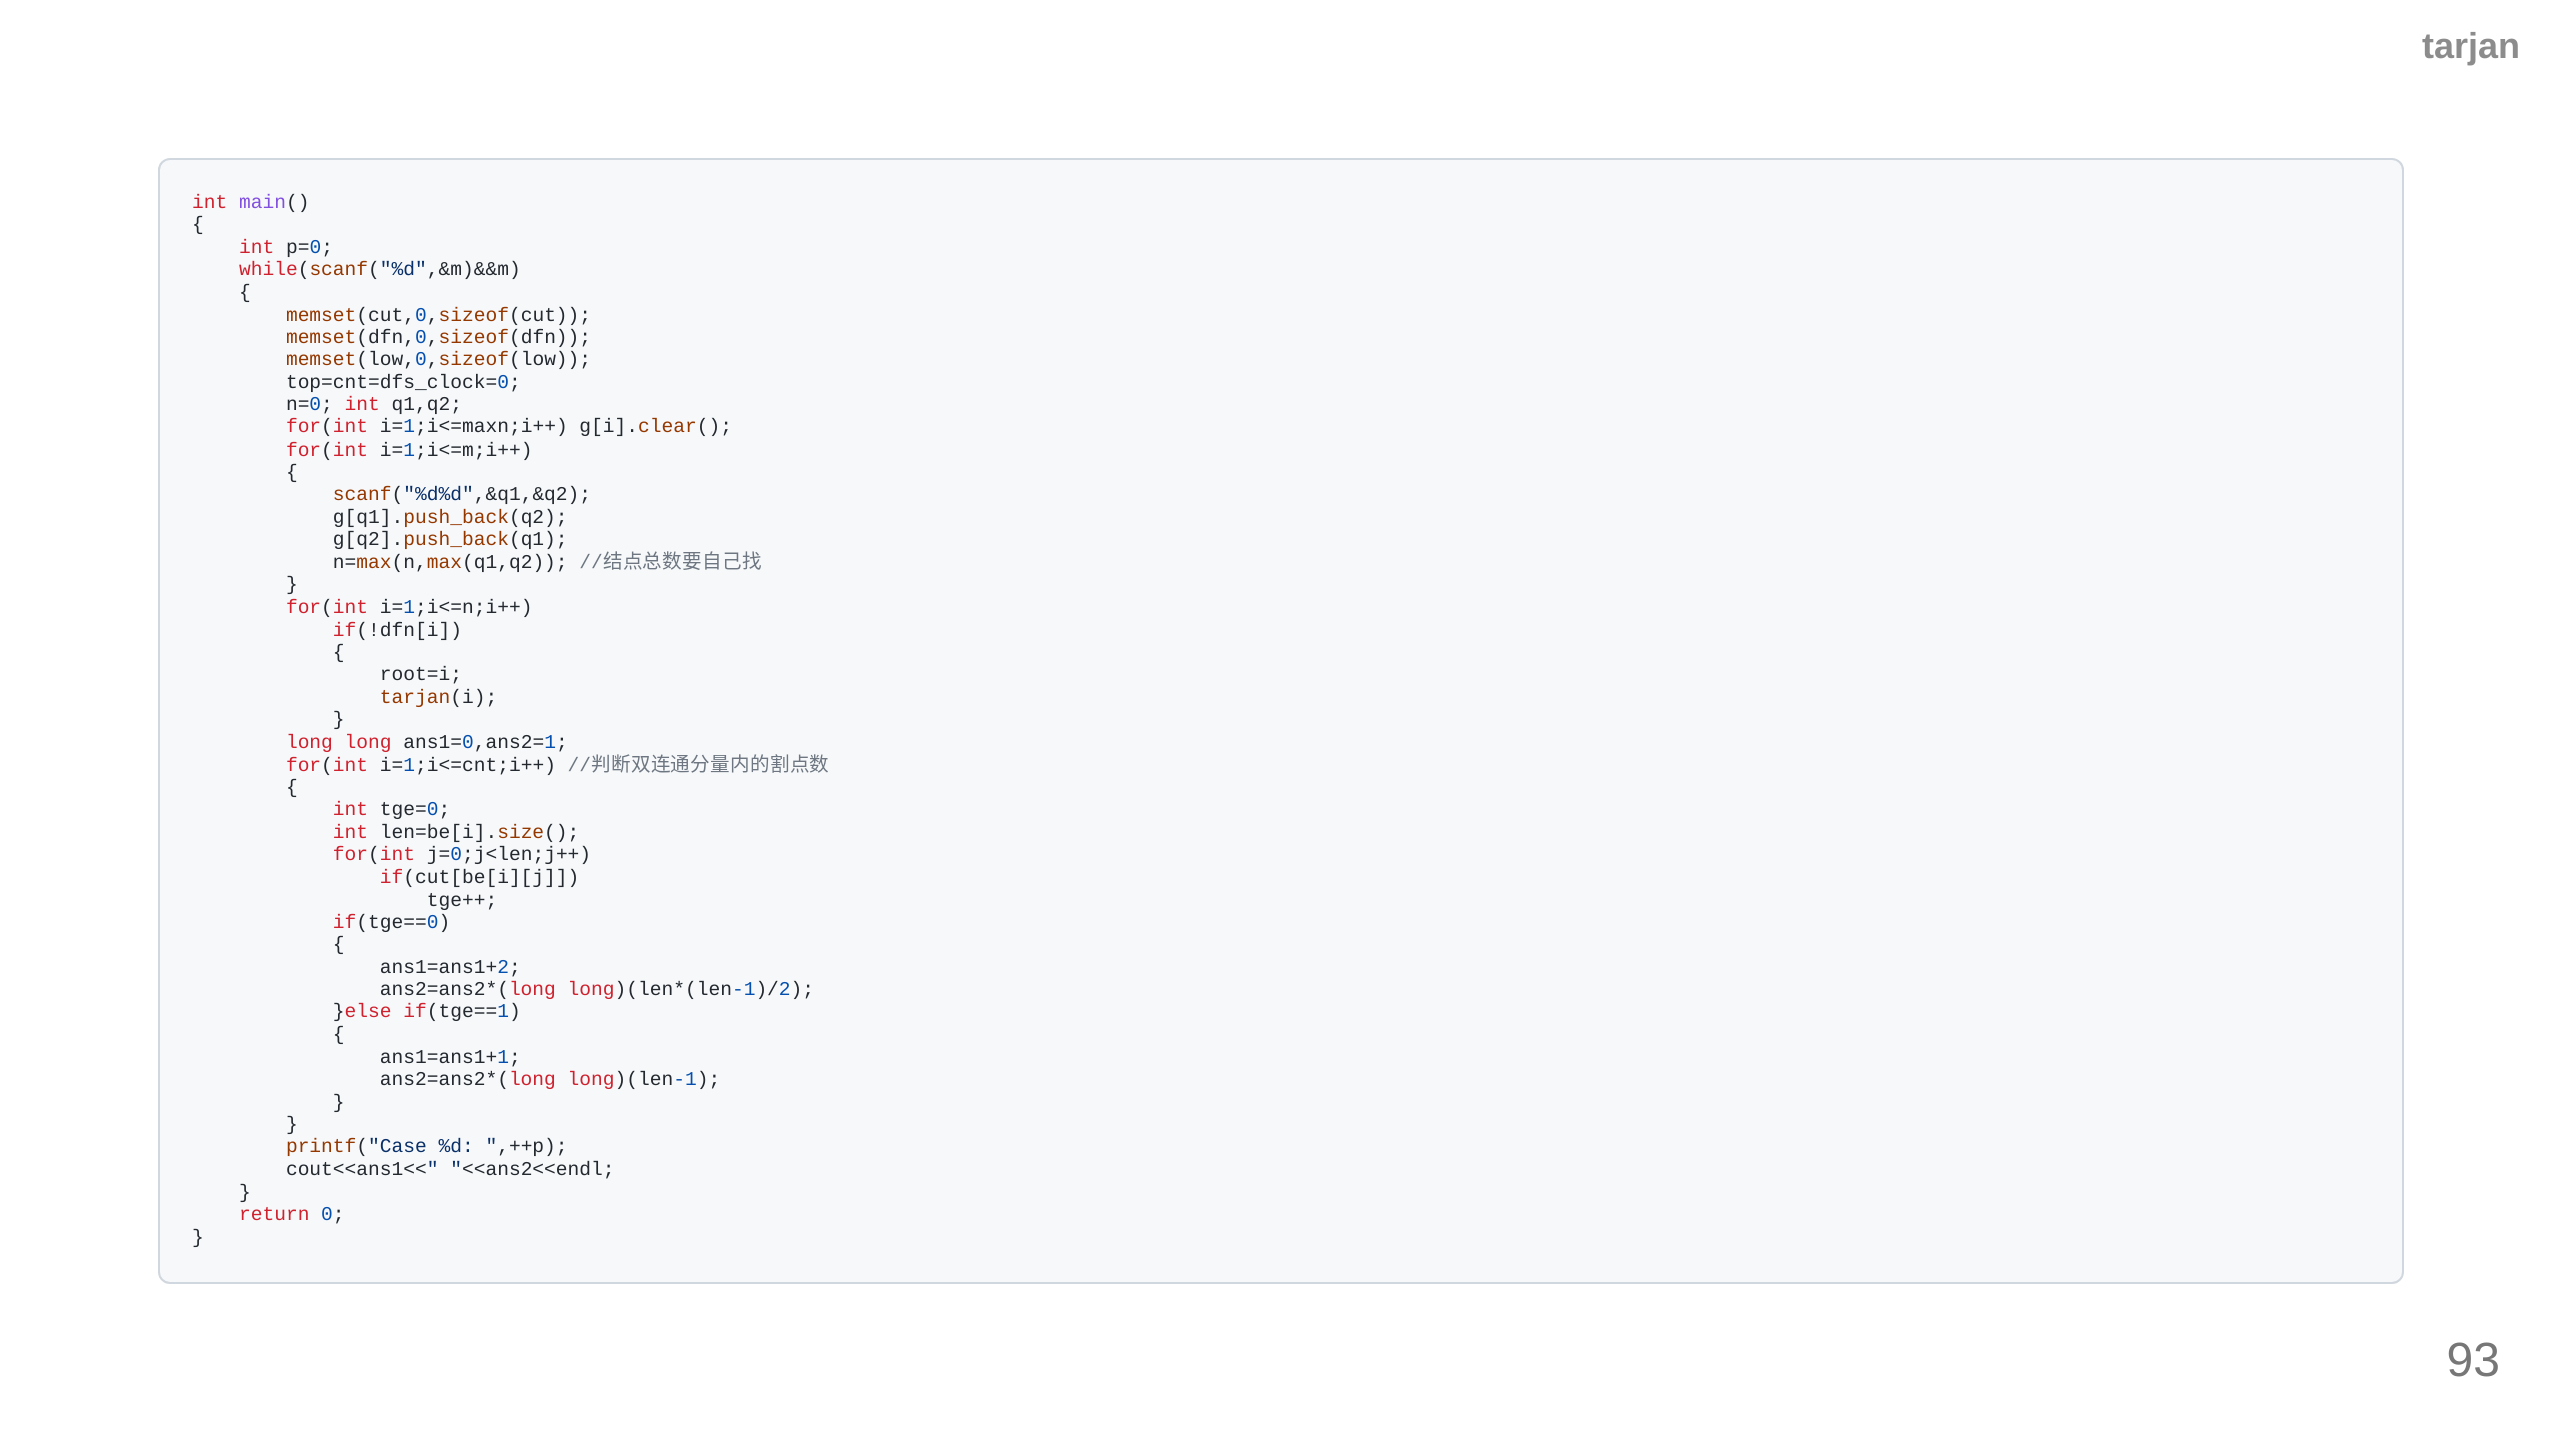 tarjan
int main()
{
    int p=0;
    while(scanf("%d",&m)&&m)
    {
        memset(cut,0,sizeof(cut));
        memset(dfn,0,sizeof(dfn));
        memset(low,0,sizeof(low));
        top=cnt=dfs_clock=0;
        n=0; int q1,q2;
        for(int i=1;i<=maxn;i++) g[i].clear();
        for(int i=1;i<=m;i++)
        {
            scanf("%d%d",&q1,&q2);
            g[q1].push_back(q2);
            g[q2].push_back(q1);
            n=max(n,max(q1,q2)); //结点总数要自己找
        }
        for(int i=1;i<=n;i++)
            if(!dfn[i])
            {
                root=i;
                tarjan(i);
            }
        long long ans1=0,ans2=1;
        for(int i=1;i<=cnt;i++) //判断双连通分量内的割点数
        {
            int tge=0;
            int len=be[i].size();
            for(int j=0;j<len;j++)
                if(cut[be[i][j]])
                    tge++;
            if(tge==0)
            {
                ans1=ans1+2;
                ans2=ans2*(long long)(len*(len-1)/2);
            }else if(tge==1)
            {
                ans1=ans1+1;
                ans2=ans2*(long long)(len-1);
            }
        }
        printf("Case %d: ",++p);
        cout<<ans1<<" "<<ans2<<endl;
    }
    return 0;
}
93